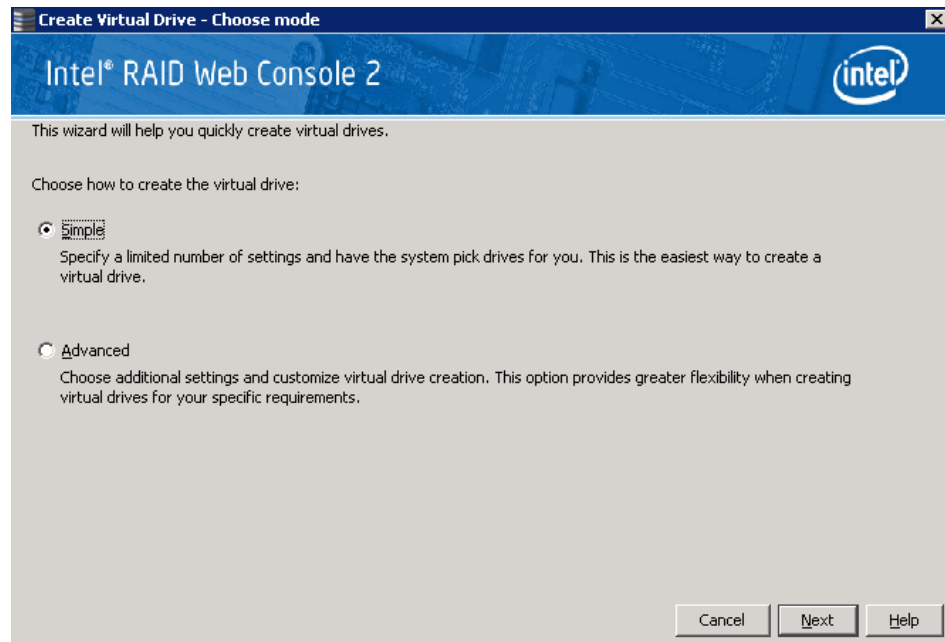 Create Virtual Drive - Choose mode
Intel® RAID Web Console 2
intel
This wizard will help you quickly create virtual drives.
Choose how to create the virtual drive:
Simple
Specify a limited number of settings and have the system pick drives for you. This is the easiest way to create a
virtual drive.
Advanced
Choose additional settings and customize virtual drive creation. This option provides greater flexibility when creating
virtual drives for your specific requirements.
Cancel Next Help